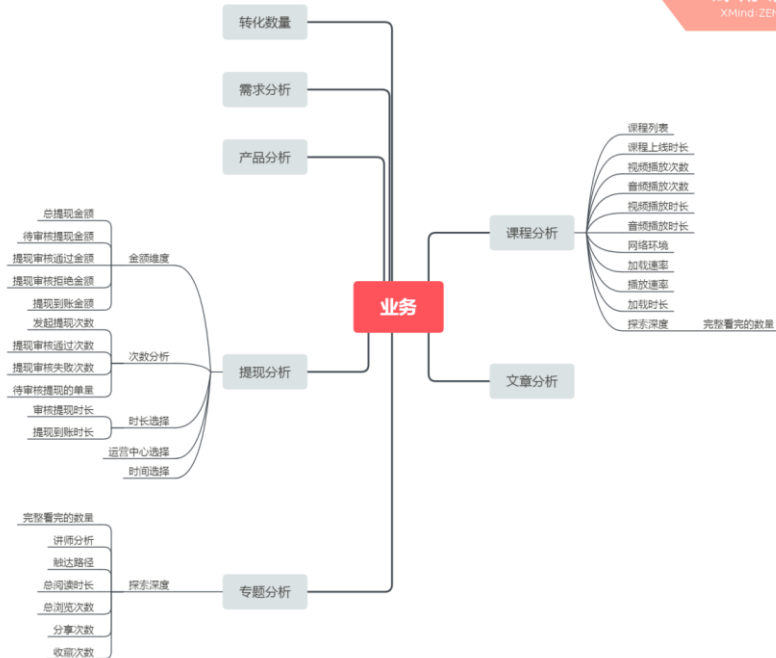 XMind:ZEN
转化数量
需求分析
产品分析
业务
课程分析
课程列表
课程上线时长
视频播放次数
音频播放次数
视频播放时长
音频播放时长
网络环境
加载速率
播放速率
加载时长
探索深度
完整看完的数量
文章分析
提现分析
金额维度
总提现金额
待审核提现金额
提现审核通过金额
提现审核拒绝金额
提现到账金额
次数分析
发起提现次数
提现审核通过次数
提现审核失败次数
待审核提现的单量
时长选择
审核提现时长
提现到账时长
运营中心选择
时间选择
专题分析
探索深度
完整看完的数量
讲师分析
触达路径
总阅读时长
总浏览次数
分享次数
收藏次数